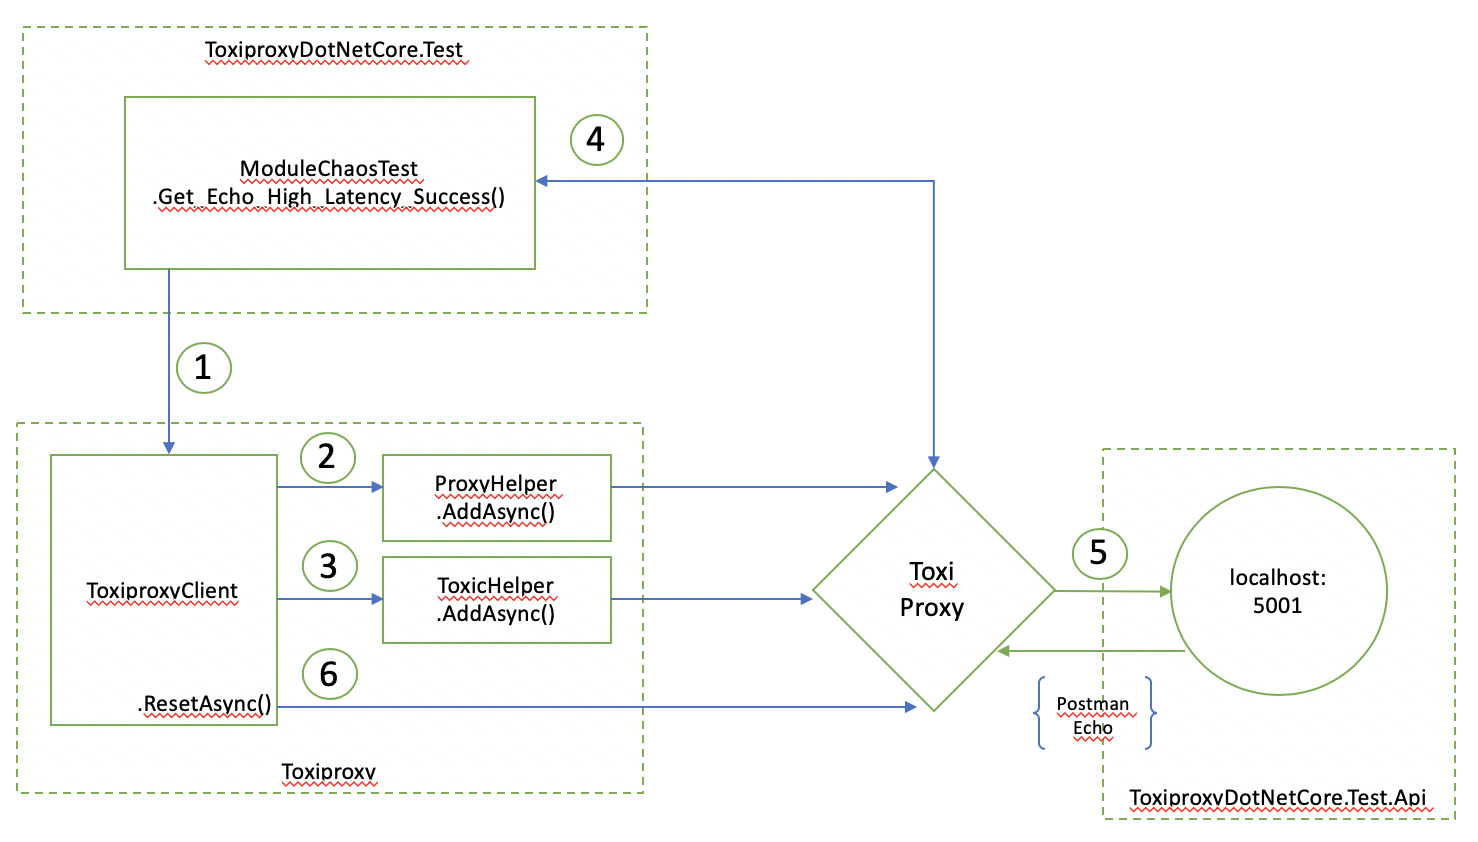 ToxiproxyDotNetCore.Test
ModuleChaosTest
.Get_Echo_High_Latency_Success()
4
1
2
ProxyHelper
.AddAsync()
3
ToxicHelper
.AddAsync()
ToxiproxyClient
6
.ResetAsync()
Toxiproxy
Toxi
Proxy
5
localhost:
5001
Postman
Echo
ToxiproxyDotNetCore.Test.Api